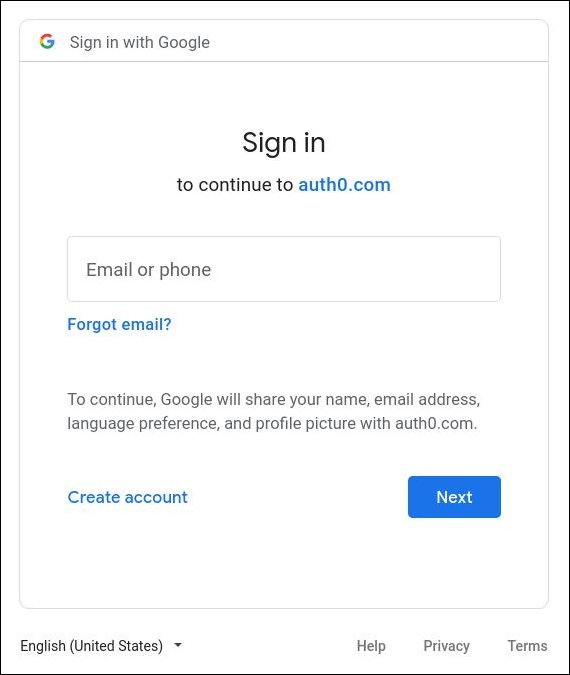 Sign in with Google
Sign in
to continue to auth0.com
Email or phone
Forgot email?
To continue, Google will share your name, email address,
language preference, and profile picture with auth0.com.
Create account
Next
English (United States)
Help
Privacy
Terms